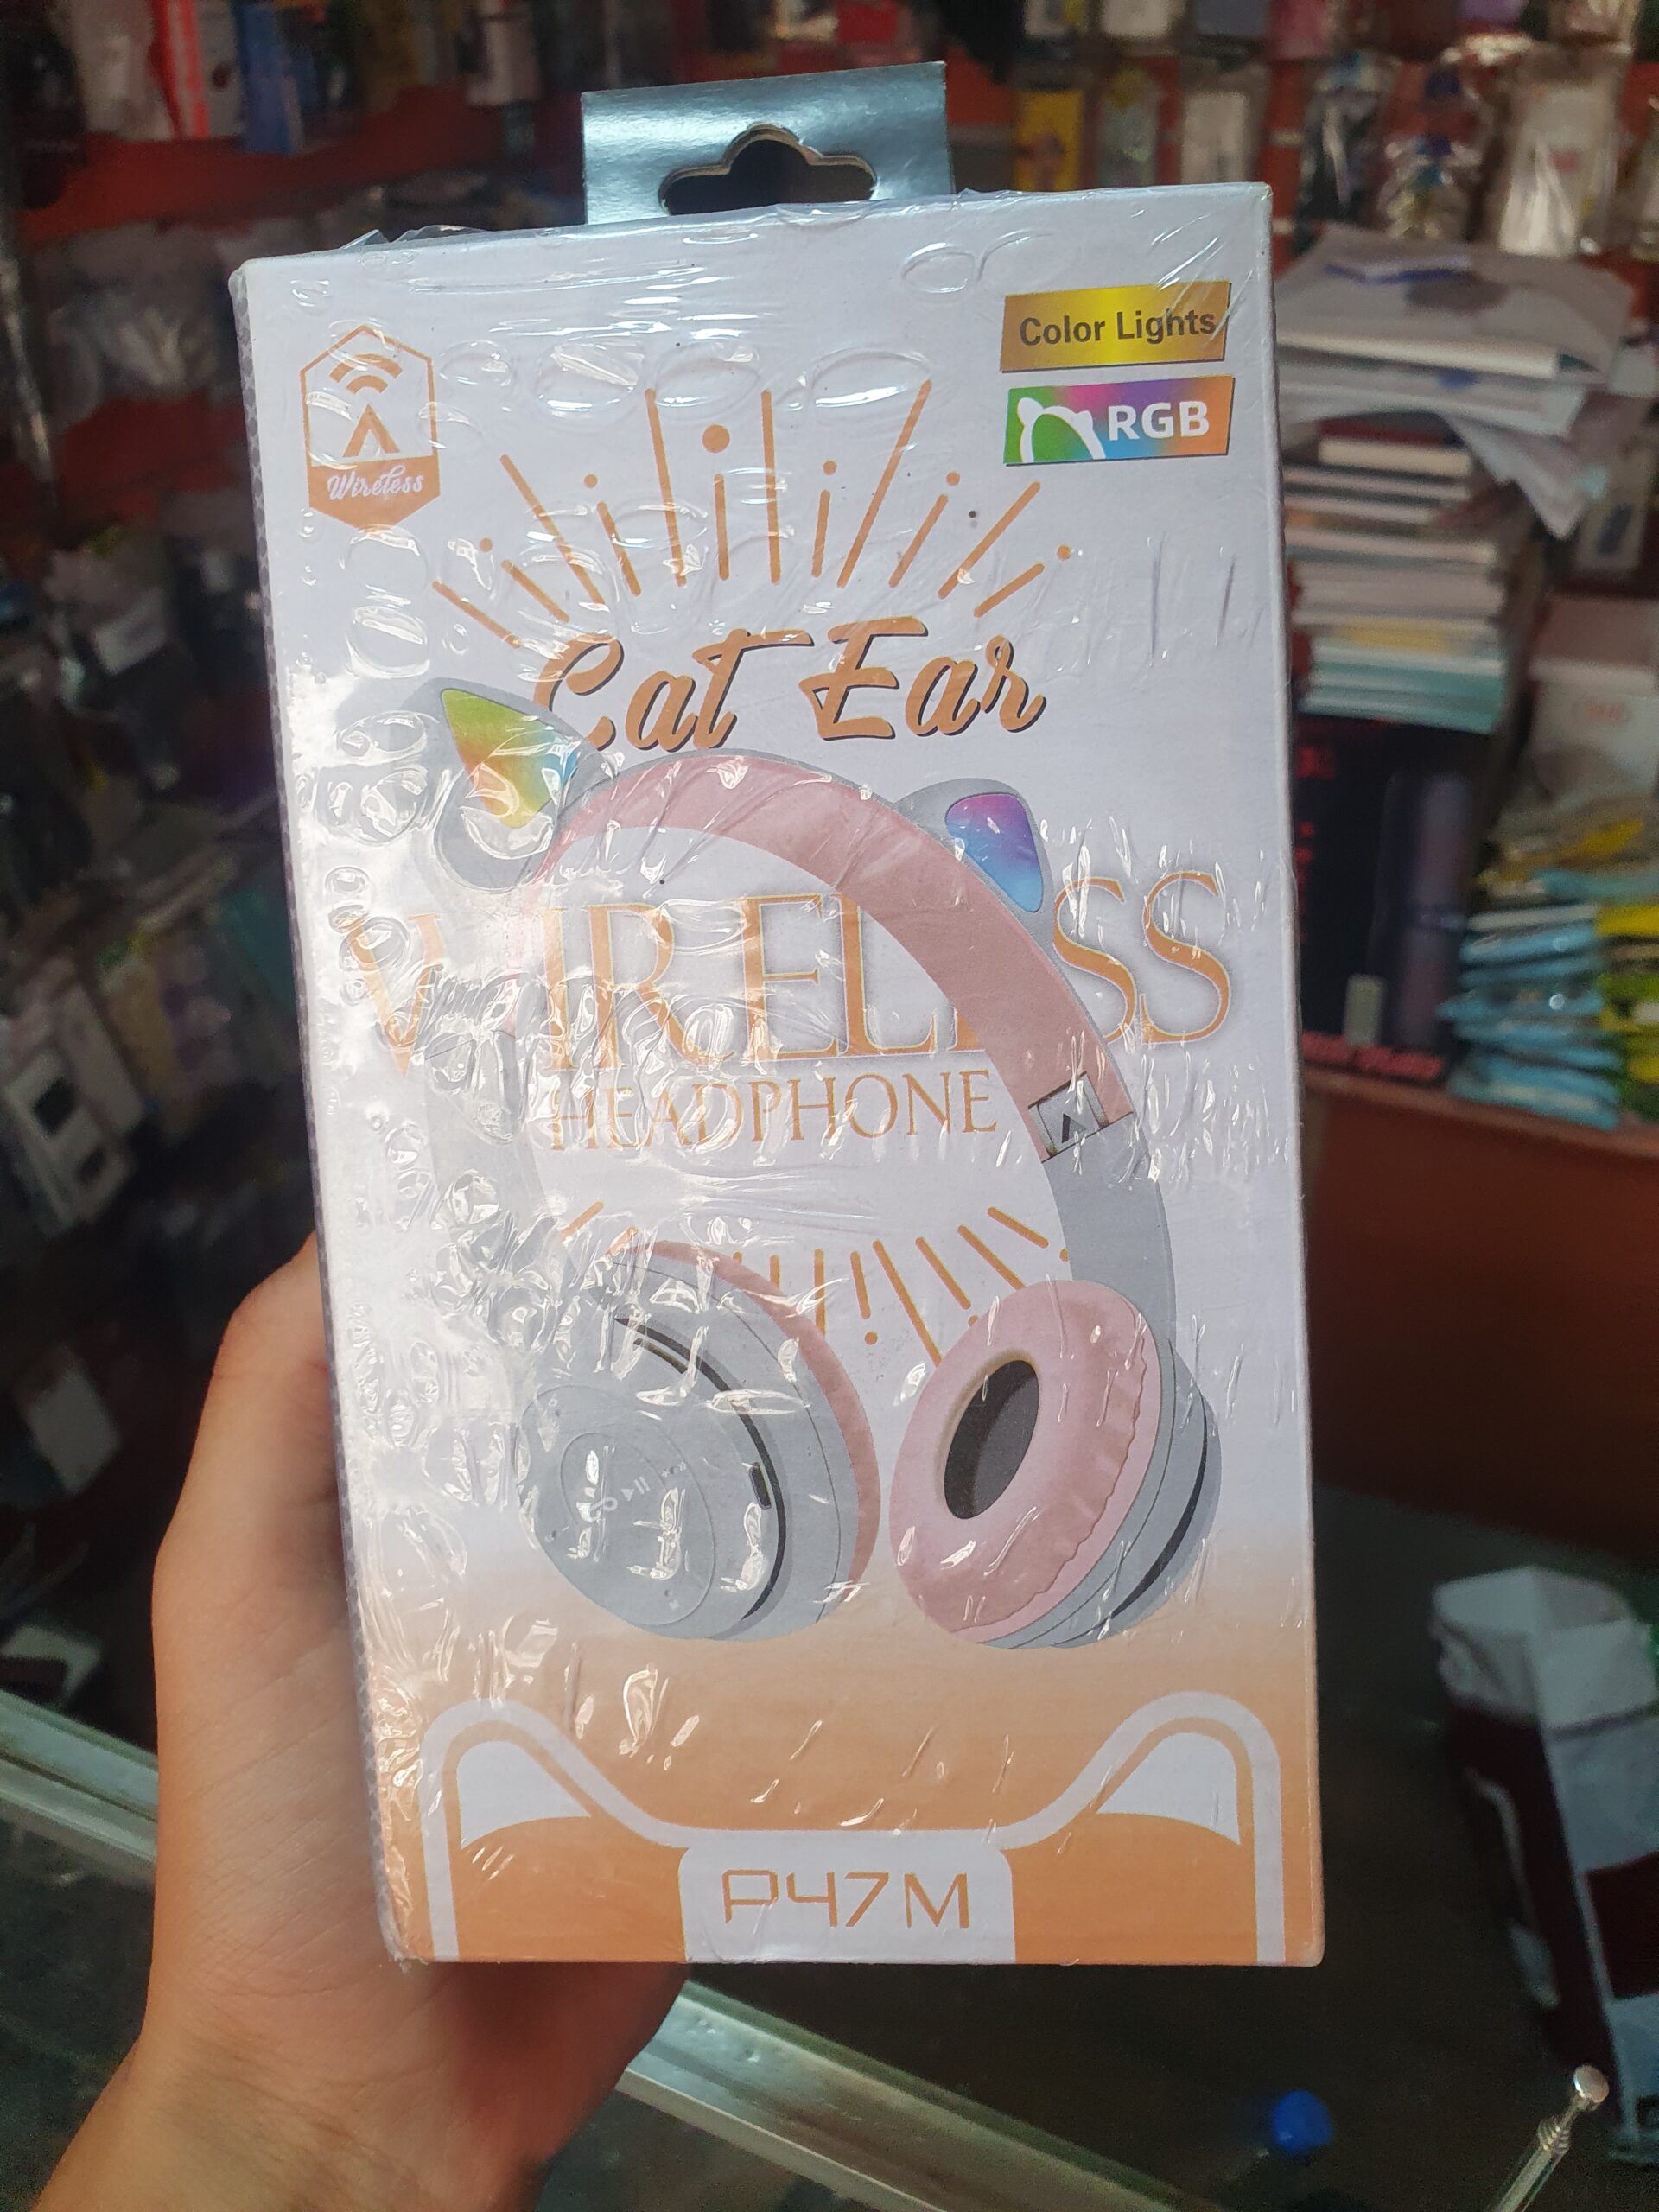 Color Lights
RGB
Wireless
Cat Ear
WIRELESS
HEADPHONE
P47M